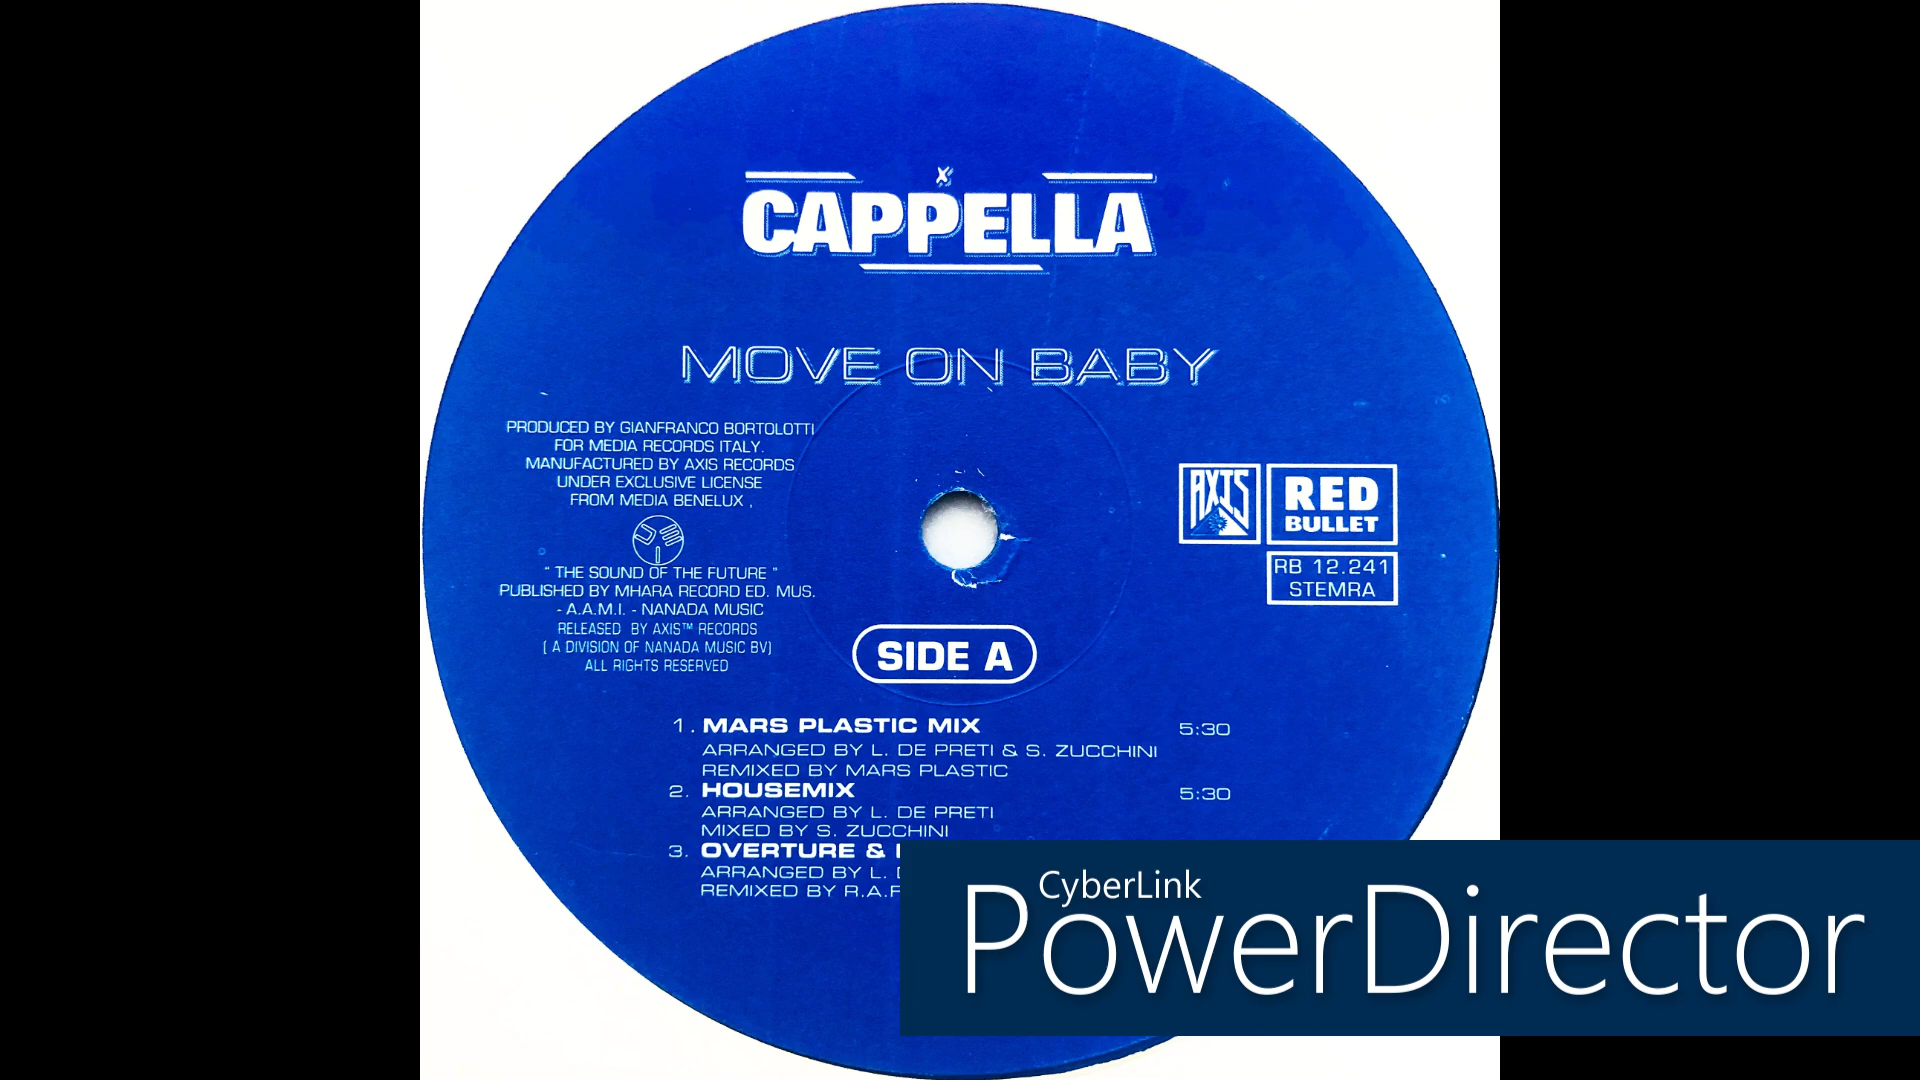 CAPPELLA
MOVE ON BABY
PRODUCED BY GIANFRANCO BORTOLOTTI
FOR MEDIA RECORDS ITALY.
MANUFACTURED BY AXIS RECORDS
UNDER EXCLUSIVE LICENSE
FROM MEDIA BENELUX ,
" THE SOUND OF THE FUTURE "
PUBLISHED BY MHARA RECORD ED. MUS.
- A.A.M.I. - NANADA MUSIC
RELEASED BY AXIS™ RECORDS
( A DIVISION OF NANADA MUSIC BV)
ALL RIGHTS RESERVED
AXIS
RED
BULLET
RB 12.241
STEMRA
SIDE A
1. MARS PLASTIC MIX 5:30
ARRANGED BY L. DE PRETI & S. ZUCCHINI
REMIXED BY MARS PLASTIC
2. HOUSEMIX 5:30
ARRANGED BY L. DE PRETI
MIXED BY S. ZUCCHINI
3. OVERTURE &
ARRANGED BY L.
REMIXED BY R.A.
CyberLink
PowerDirector